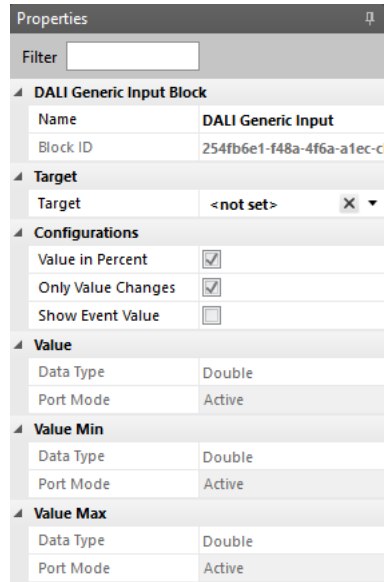 Properties
Filter
DALI Generic Input Block
Name DALI Generic Input
Block ID 254fb6e1-f48a-4f6a-a1ec-c
Target
Target <not set>
Configurations
Value in Percent
Only Value Changes
Show Event Value
Value
Data Type Double
Port Mode Active
Value Min
Data Type Double
Port Mode Active
Value Max
Data Type Double
Port Mode Active